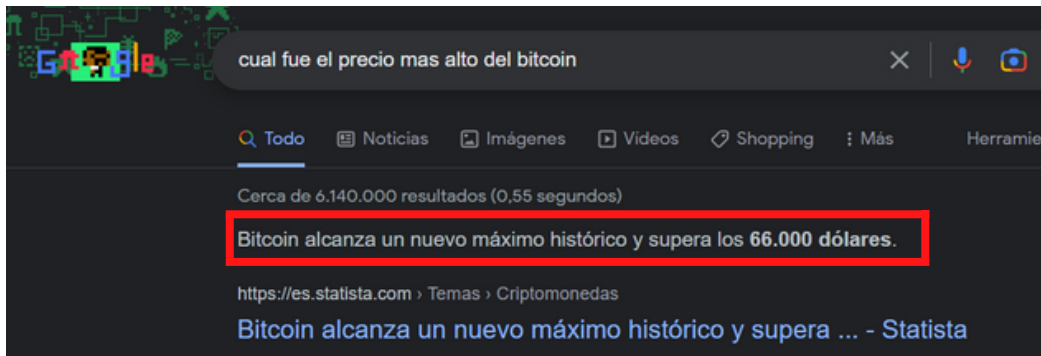 cual fue el precio mas alto del bitcoin
Todo Noticias Imágenes Vídeos Shopping Más Herramie
Cerca de 6.140.000 resultados (0,55 segundos)
Bitcoin alcanza un nuevo máximo histórico y supera los 66.000 dólares.
https://es.statista.com › Temas › Criptomonedas
Bitcoin alcanza un nuevo máximo histórico y supera ... - Statista